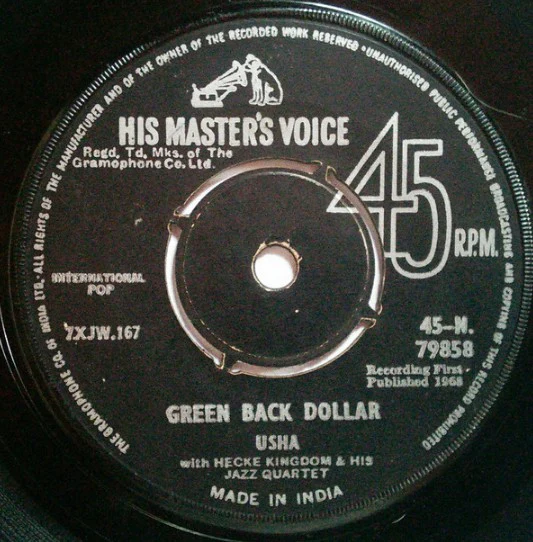 THE GRAMOPHONE CO. OF INDIA LTD. ALL RIGHTS OF THE MANUFACTURER AND OF THE OWNER OF THE RECORDED WORK RESERVED • UNAUTHORISED PUBLIC PERFORMANCE BROADCASTING AND COPYING OF THIS RECORD PROHIBITED
HIS MASTER'S VOICE
Regd. Td. Mks. of The
Gramophone Co. Ltd.
45 R.P.M.
INTERNATIONAL
POP
7XJW.167
45-N.
79858
Recording First
Published 1968
GREEN BACK DOLLAR
USHA
with HECKE KINGDOM & HIS
JAZZ QUARTET
MADE IN INDIA